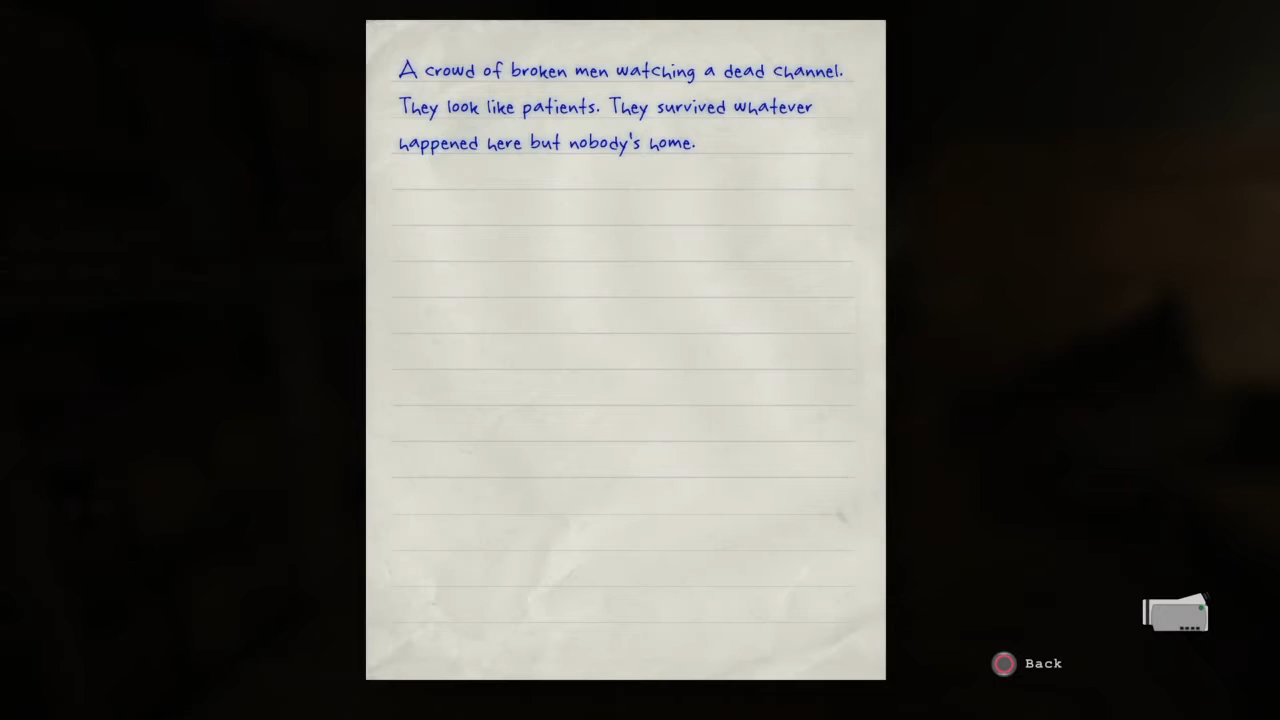 A crowd of broken men watching a dead channel.
They look like patients. They survived whatever
happened here but nobody's home.
Back